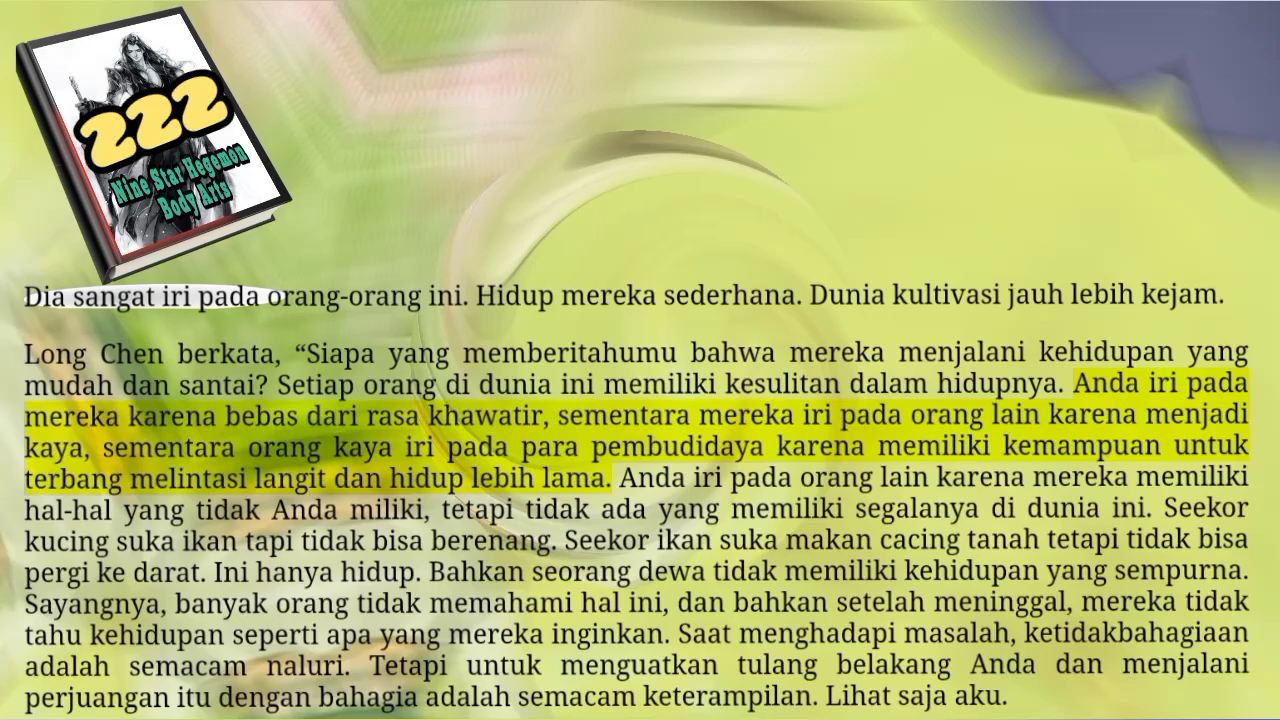 222
Nine Star Hegemon
Body Arts
Dia sangat iri pada orang-orang ini. Hidup mereka sederhana. Dunia kultivasi jauh lebih kejam.
Long Chen berkata, “Siapa yang memberitahumu bahwa mereka menjalani kehidupan yang
mudah dan santai? Setiap orang di dunia ini memiliki kesulitan dalam hidupnya. Anda iri pada
mereka karena bebas dari rasa khawatir, sementara mereka iri pada orang lain karena menjadi
kaya, sementara orang kaya iri pada para pembudidaya karena memiliki kemampuan untuk
terbang melintasi langit dan hidup lebih lama. Anda iri pada orang lain karena mereka memiliki
hal-hal yang tidak Anda miliki, tetapi tidak ada yang memiliki segalanya di dunia ini. Seekor
kucing suka ikan tapi tidak bisa berenang. Seekor ikan suka makan cacing tanah tetapi tidak bisa
pergi ke darat. Ini hanya hidup. Bahkan seorang dewa tidak memiliki kehidupan yang sempurna.
Sayangnya, banyak orang tidak memahami hal ini, dan bahkan setelah meninggal, mereka tidak
tahu kehidupan seperti apa yang mereka inginkan. Saat menghadapi masalah, ketidakbahagiaan
adalah semacam naluri. Tetapi untuk menguatkan tulang belakang Anda dan menjalani
perjuangan itu dengan bahagia adalah semacam keterampilan. Lihat saja aku.